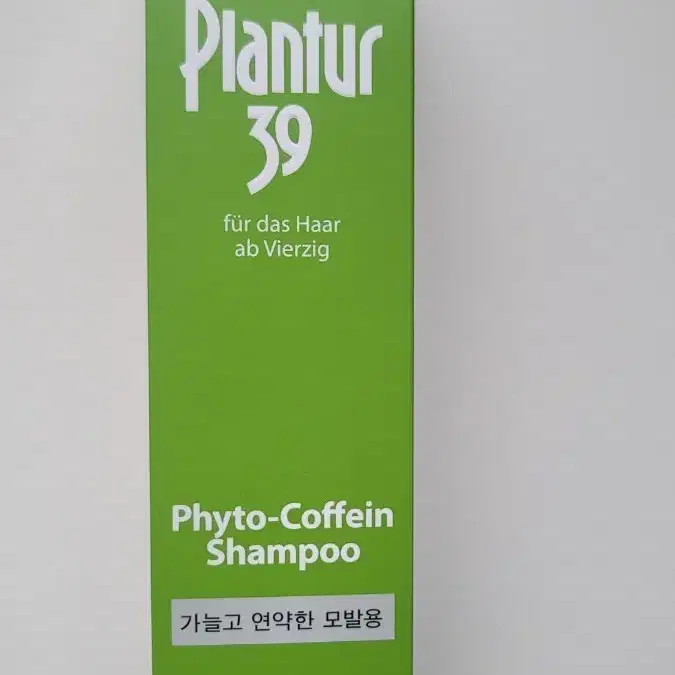 Plantur
39
für das Haar
ab Vierzig
Phyto-Coffein
Shampoo
가늘고 연약한 모발용